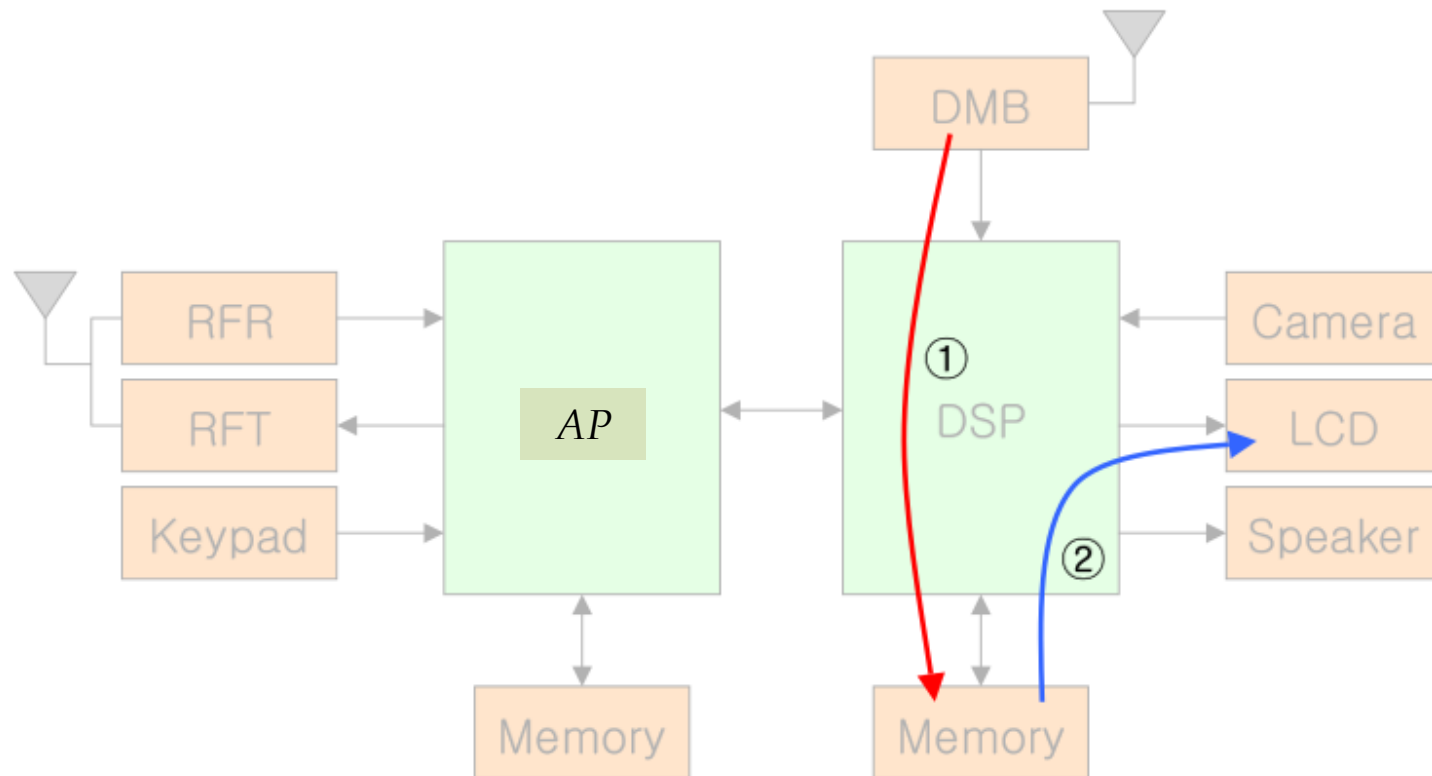 DMB
RFR
Camera
①
RFT
AP
DSP
LCD
Keypad
②
Speaker
Memory
Memory